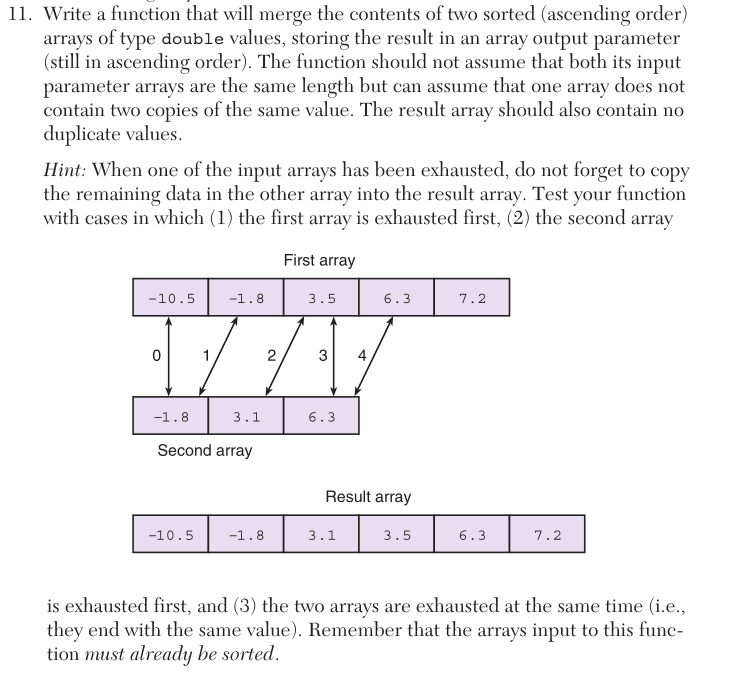 11. Write a function that will merge the contents of two sorted (ascending order)
arrays of type double values, storing the result in an array output parameter
(still in ascending order). The function should not assume that both its input
parameter arrays are the same length but can assume that one array does not
contain two copies of the same value. The result array should also contain no
duplicate values.
Hint: When one of the input arrays has been exhausted, do not forget to copy
the remaining data in the other array into the result array. Test your function
with cases in which (1) the first array is exhausted first, (2) the second array
First array
-10.5 -1.8 3.5 6.3 7.2
0 1 2 3 4
-1.8 3.1 6.3
Second array
Result array
-10.5 -1.8 3.1 3.5 6.3 7.2
is exhausted first, and (3) the two arrays are exhausted at the same time (i.e.,
they end with the same value). Remember that the arrays input to this func-
tion must already be sorted.